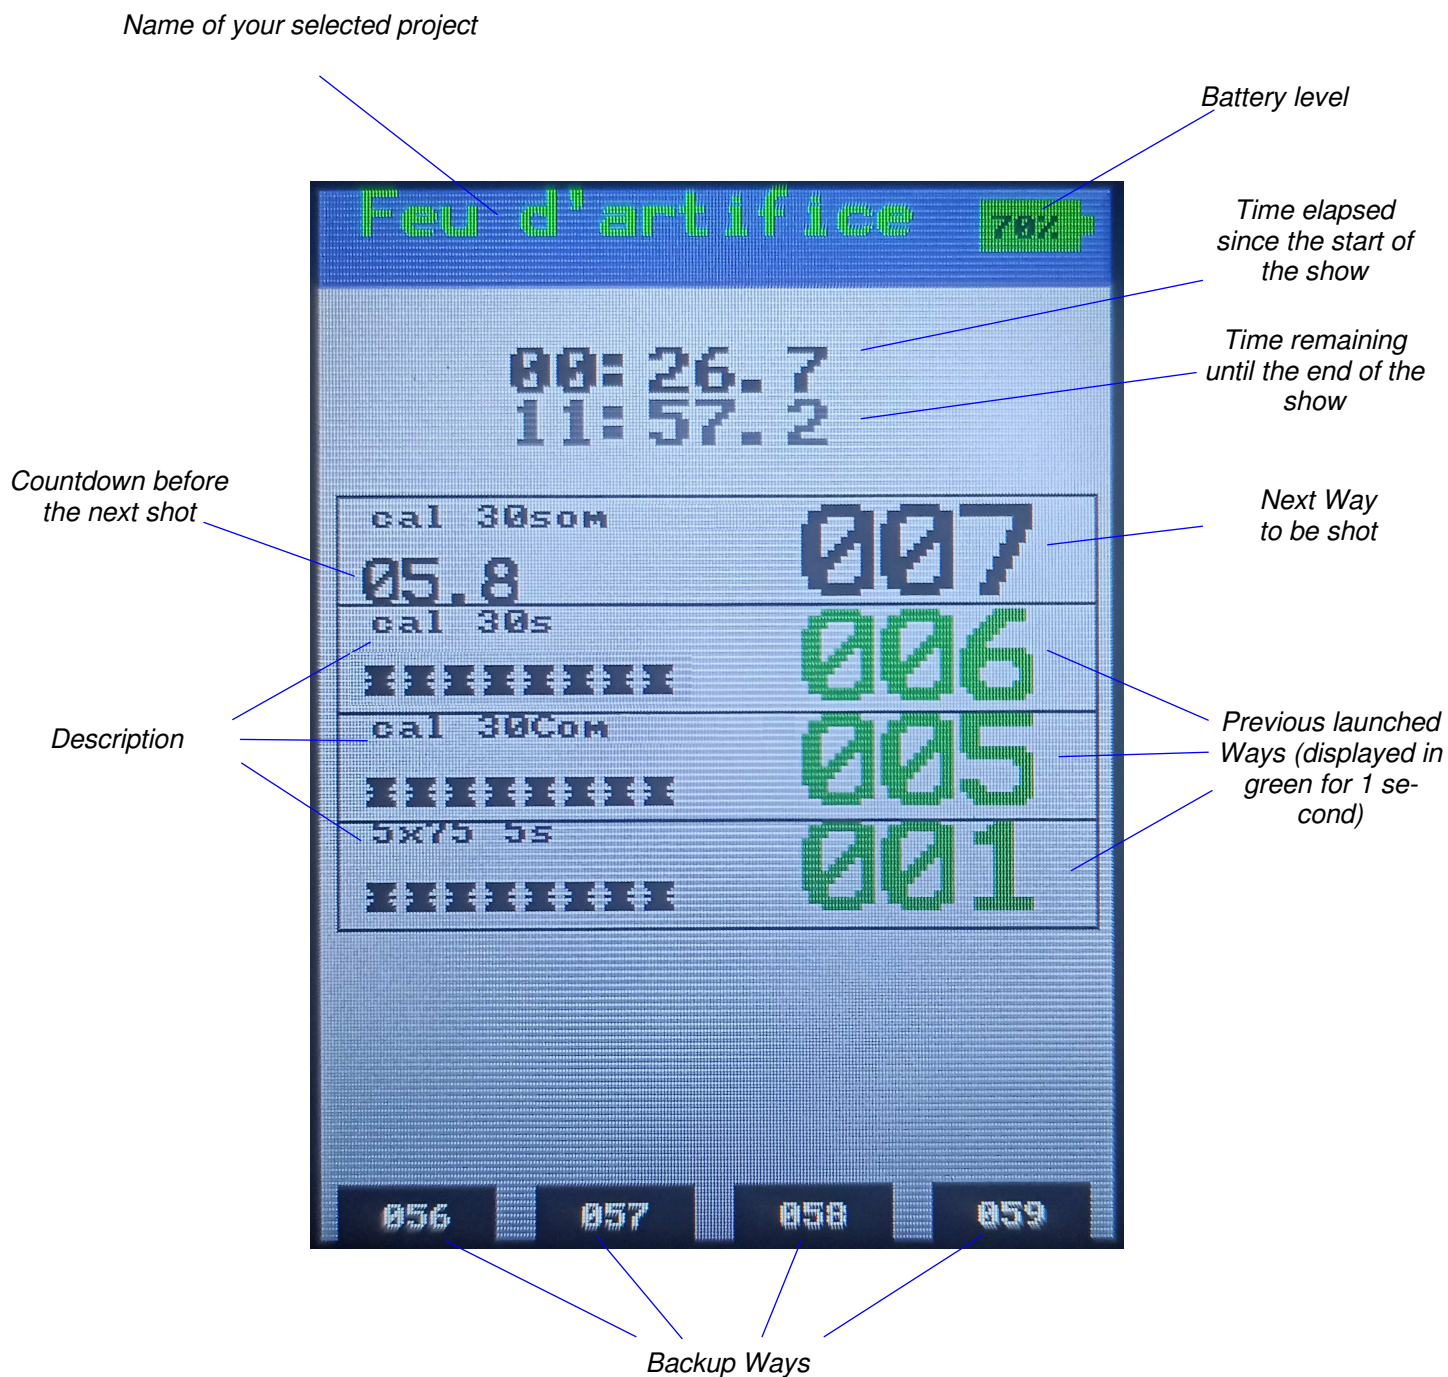 Name of your selected project
Battery level
Feu d'artifice
70%
Time elapsed
since the start of
the show
00:26.7
Time remaining
until the end of the
show
11:57.2
Countdown before
the next shot
cal 30som
05.8
007
Next Way
to be shot
cal 30s
006
Description
cal 30Com
005
Previous launched
Ways (displayed in
green for 1 se-
cond)
5x75 5s
001
056
057
058
059
Backup Ways